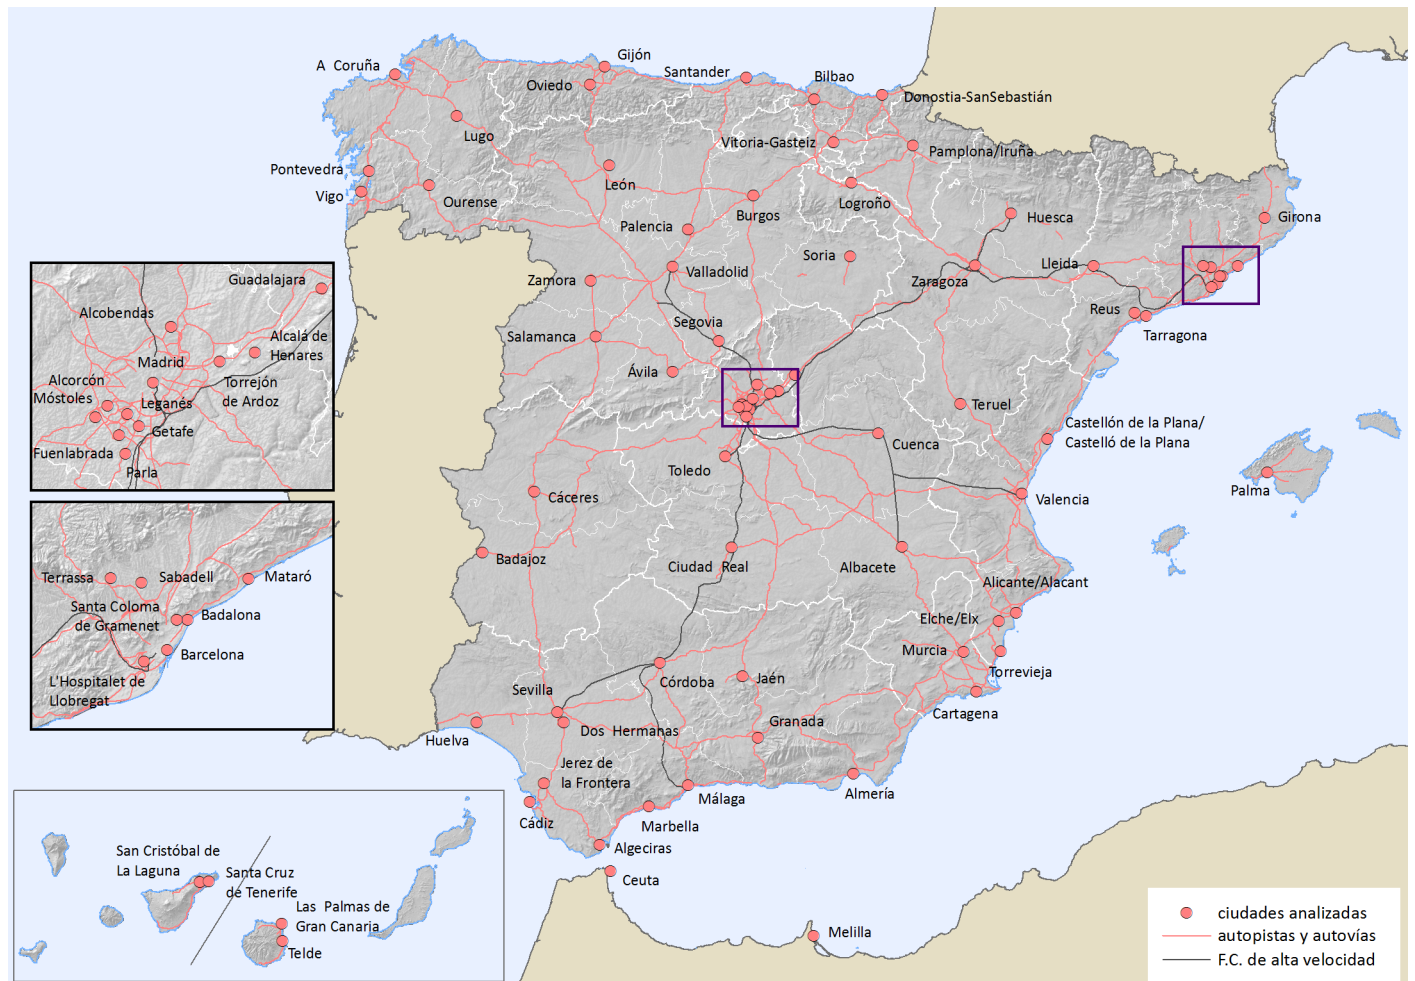 A Coruña
Gijón
Santander
Bilbao
Oviedo
Donostia-SanSebastián
Lugo
Vitoria-Gasteiz
Pamplona/Iruña
Pontevedra
León
Vigo
Ourense
Logroño
Burgos
Huesca
Girona
Palencia
Soria
Valladolid
Lleida
Zaragoza
Zamora
Reus
Segovia
Tarragona
Salamanca
Ávila
Teruel
Castellón de la Plana/
Castelló de la Plana
Cuenca
Toledo
Palma
Cáceres
Valencia
Badajoz
Ciudad Real
Albacete
Alicante/Alacant
Elche/Elx
Murcia
Torrevieja
Córdoba
Jaén
Sevilla
Cartagena
Dos Hermanas
Granada
Huelva
Jerez de
la Frontera
Málaga
Almería
Cádiz
Marbella
Algeciras
Ceuta
Melilla
Guadalajara
Alcobendas
Alcalá de
Henares
Madrid
Alcorcón
Torrejón
de Ardoz
Móstoles
Leganés
Getafe
Fuenlabrada
Parla
Terrassa
Sabadell
Mataró
Santa Coloma
de Gramenet
Badalona
Barcelona
L'Hospitalet de
Llobregat
San Cristóbal de
La Laguna
Santa Cruz
de Tenerife
Las Palmas de
Gran Canaria
Telde
ciudades analizadas
autopistas y autovías
F.C. de alta velocidad